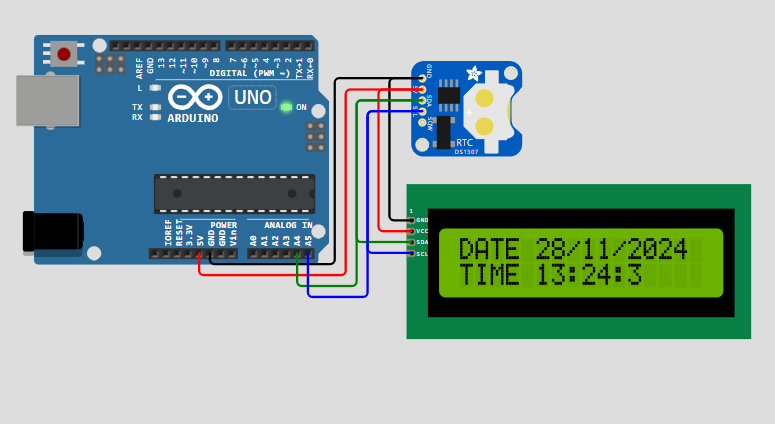 AREF
GND
13
12
~11
~10
~9
8
7
~6
~5
4
~3
2
TX→1
RX←0
DIGITAL (PWM ~)
L
TX
RX
UNO
ON
ARDUINO
IOREF
RESET
3.3V
5V
GND
GND
Vin
POWER
ANALOG IN
A0
A1
A2
A3
A4
A5
GND
5V
SDA
SCL
SQW
RTC
DS1307
1
GND
VCC
SDA
SCL
DATE 28/11/2024
TIME 13:24:3